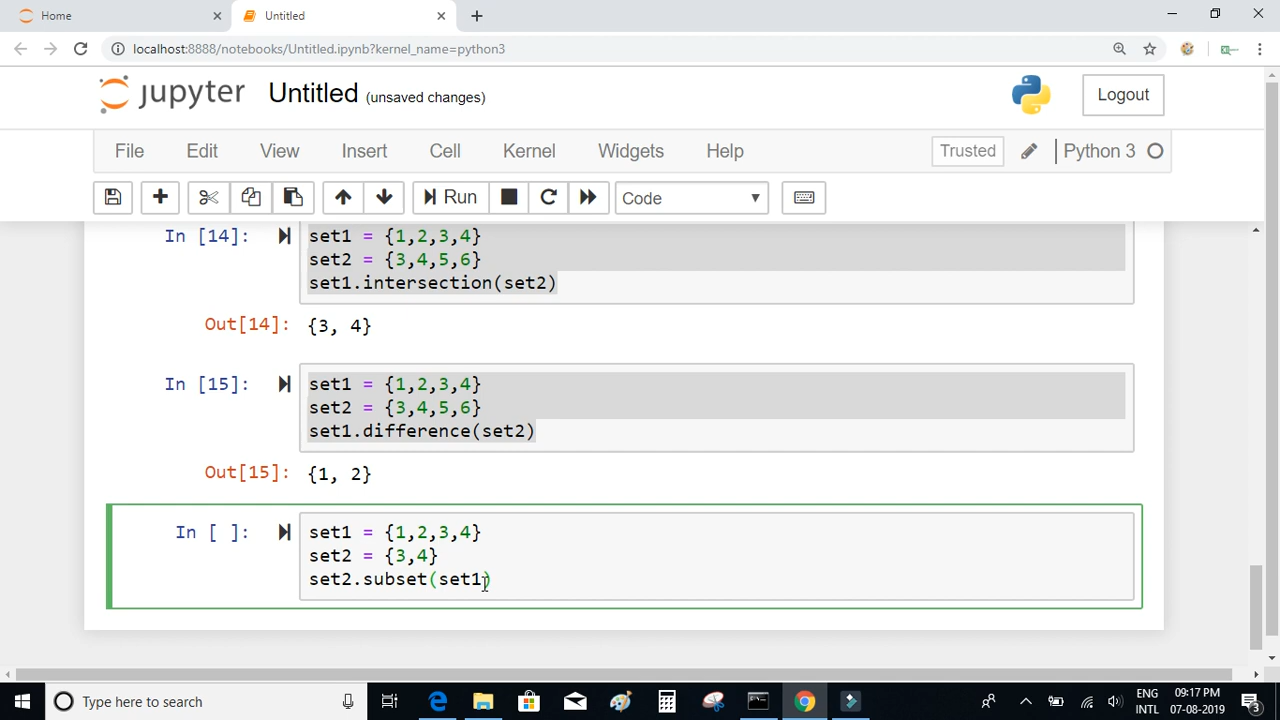 Home
Untitled
localhost:8888/notebooks/Untitled.ipynb?kernel_name=python3
jupyter Untitled (unsaved changes)
Logout
File Edit View Insert Cell Kernel Widgets Help Trusted Python 3
Run Code
In [14]: set1 = {1,2,3,4}
set2 = {3,4,5,6}
set1.intersection(set2)
Out[14]: {3, 4}
In [15]: set1 = {1,2,3,4}
set2 = {3,4,5,6}
set1.difference(set2)
Out[15]: {1, 2}
In [ ]: set1 = {1,2,3,4}
set2 = {3,4}
set2.subset(set1)
Type here to search
ENG
INTL
09:17 PM
07-08-2019
3